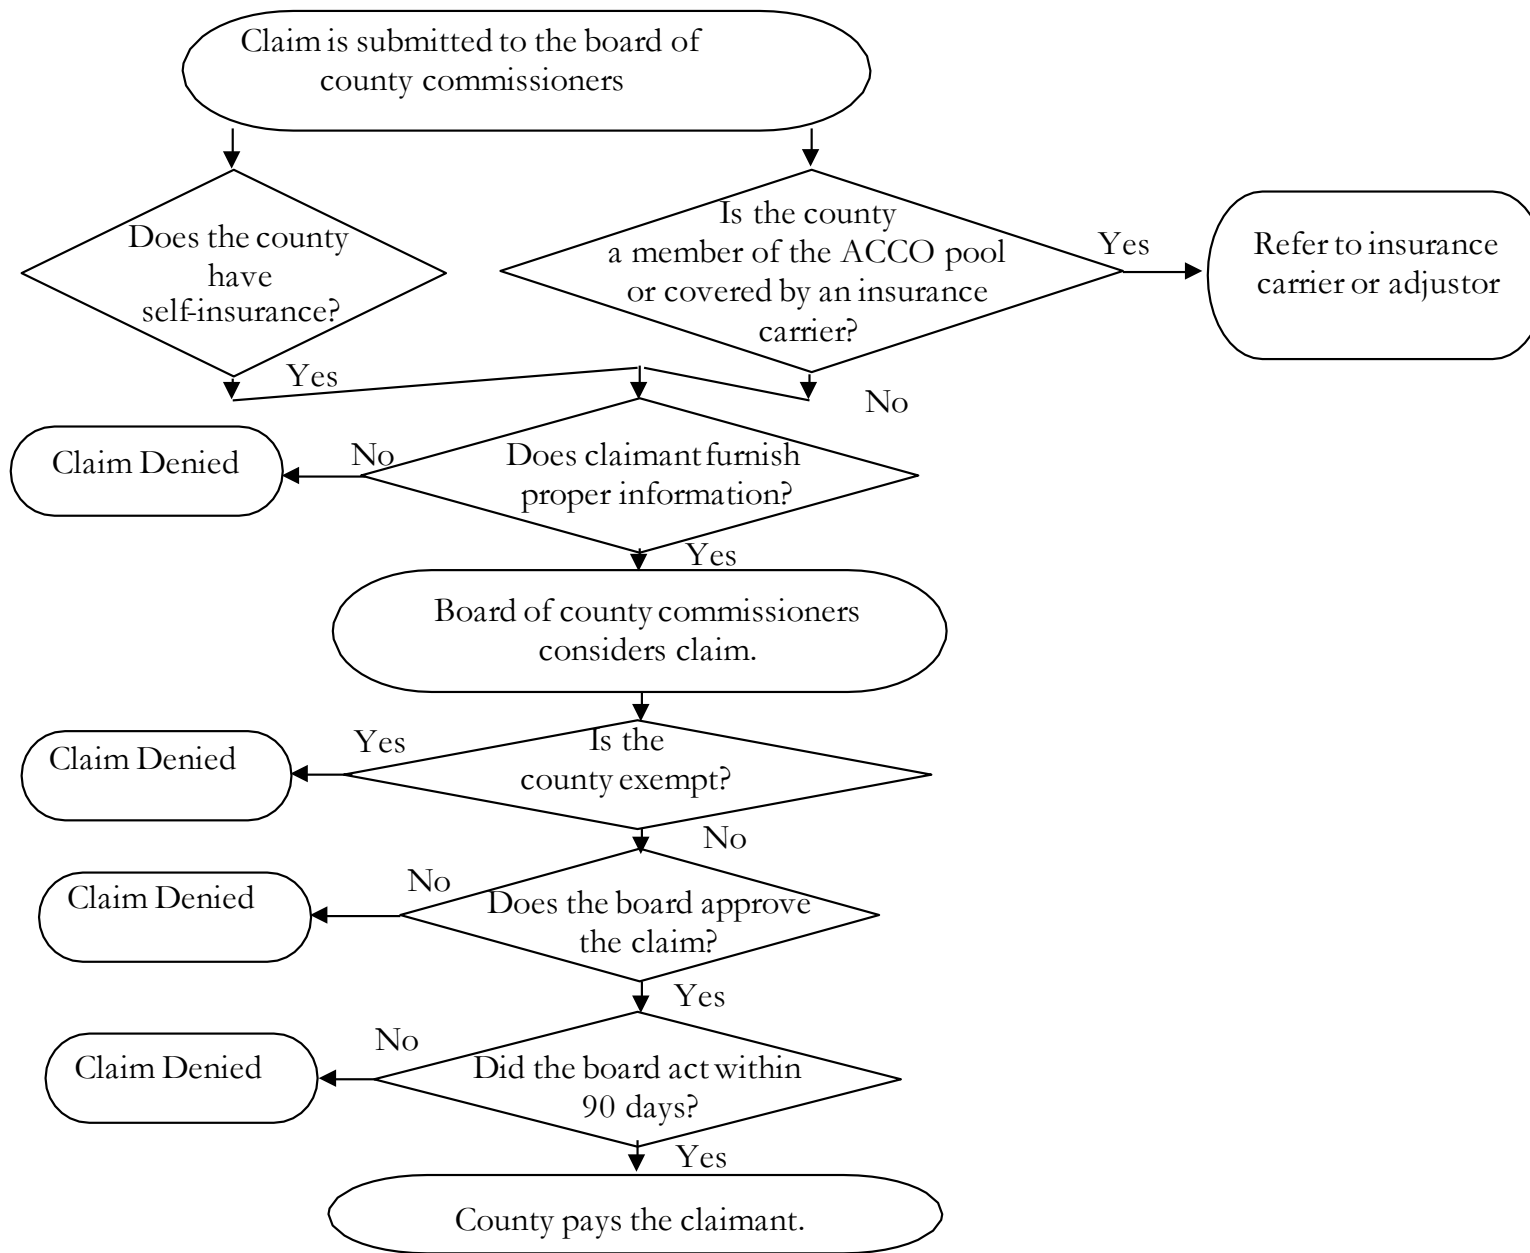 Claim is submitted to the board of
county commissioners
Does the county
have
self-insurance?
Is the county
a member of the ACCO pool
or covered by an insurance
carrier?
Yes
Refer to insurance
carrier or adjustor
Yes
No
Claim Denied
No
Does claimant furnish
proper information?
Yes
Board of county commissioners
considers claim.
Claim Denied
Yes
Is the
county exempt?
No
Claim Denied
No
Does the board approve
the claim?
Yes
Claim Denied
No
Did the board act within
90 days?
Yes
County pays the claimant.